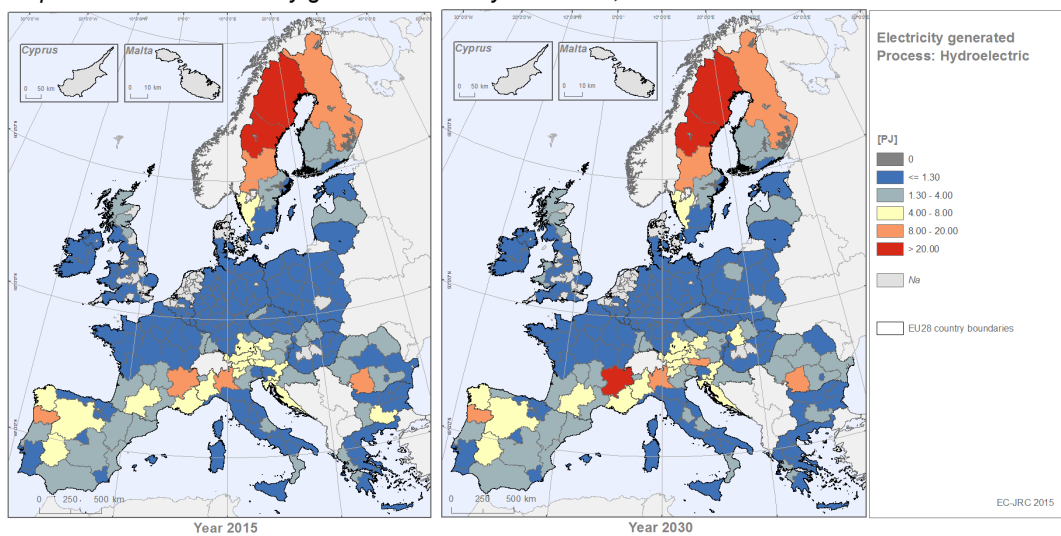 Cyprus
0 50 km
Malta
0 10 km
0 250 500 km
Year 2015
Cyprus
0 50 km
Malta
0 10 km
0 250 500 km
Year 2030
Electricity generated
Process: Hydroelectric
[PJ]
0
<= 1.30
1.30 - 4.00
4.00 - 8.00
8.00 - 20.00
> 20.00
Na
EU28 country boundaries
EC-JRC 2015